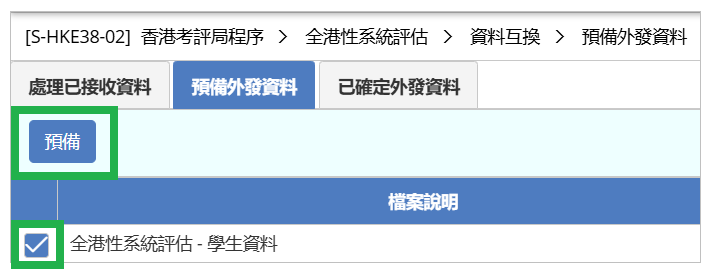 [S-HKE38-02] 香港考評局程序 > 全港性系統評估 > 資料互換 > 預備外發資料
處理已接收資料 預備外發資料 已確定外發資料
預備
檔案說明
全港性系統評估 - 學生資料